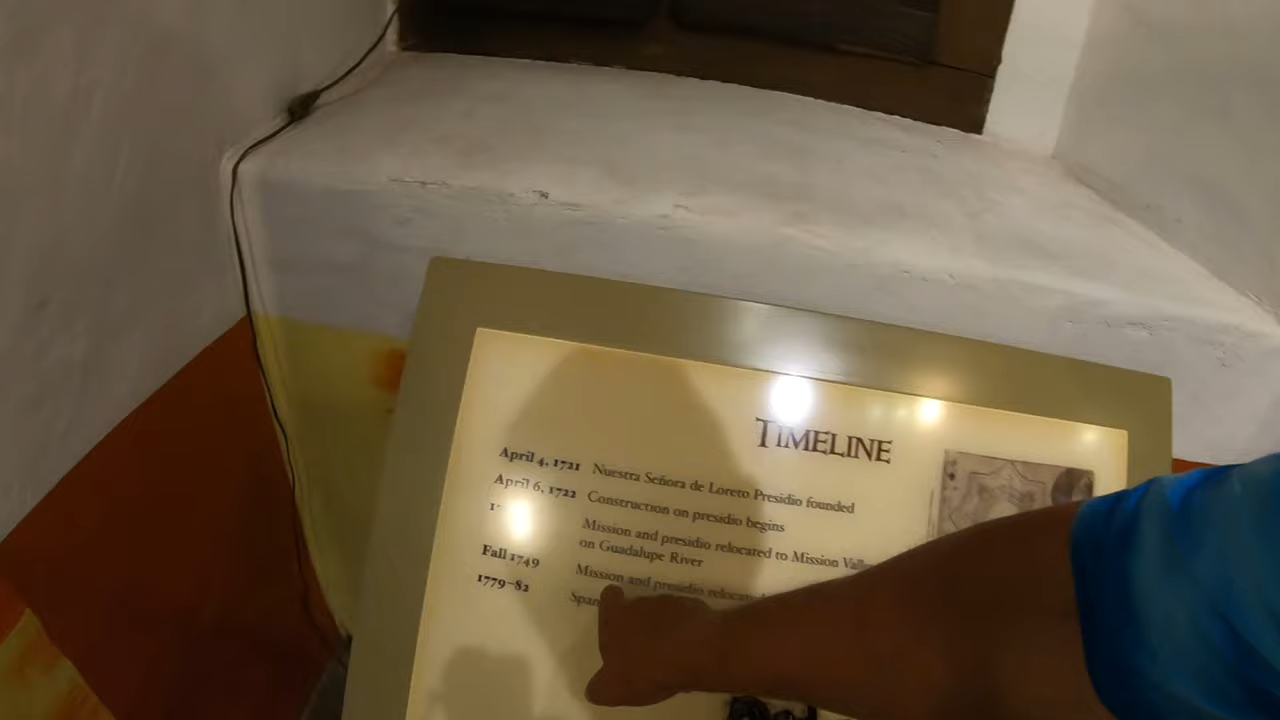 TIMELINE
April 4, 1721 Nuestra Señora de Loreto Presidio founded
April 6, 1722 Construction on presidio begins
Mission and presidio relocated to Mission
on Guadalupe River
Fall 1749 Mission and presidio
1779–82